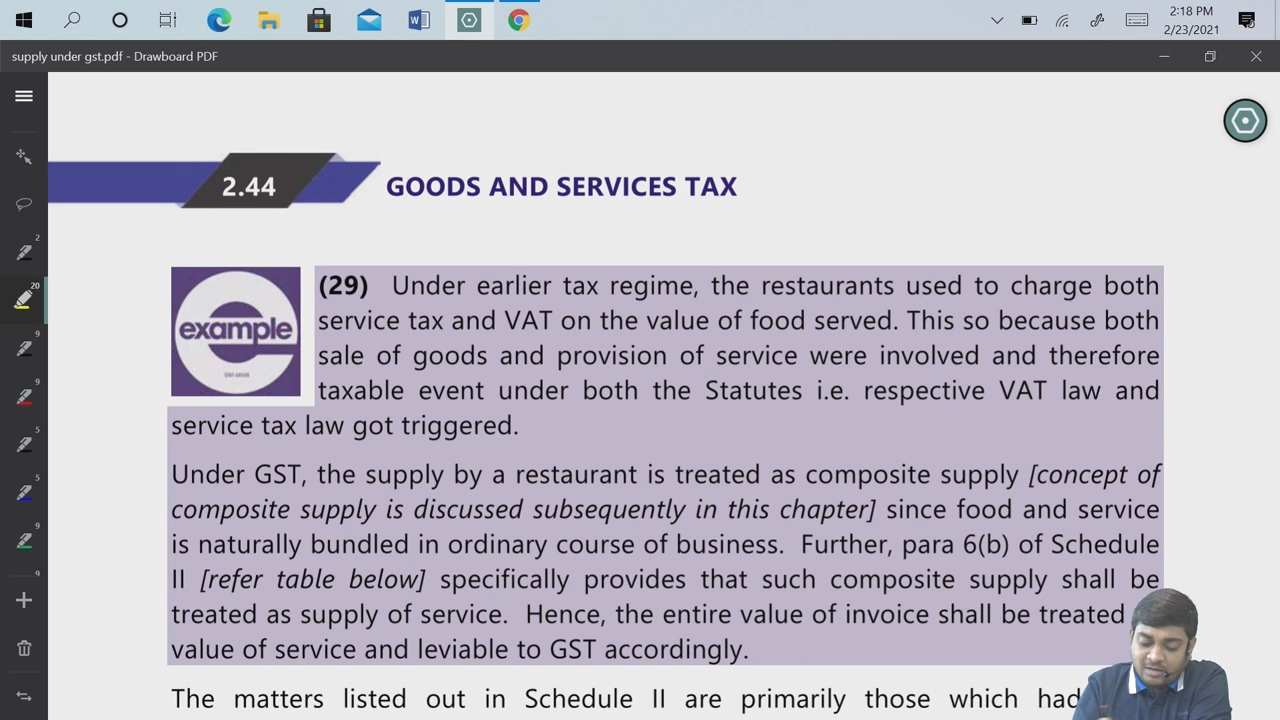 2:18 PM
2/23/2021
supply under gst.pdf - Drawboard PDF
2.44 GOODS AND SERVICES TAX
example
(29) Under earlier tax regime, the restaurants used to charge both
service tax and VAT on the value of food served. This so because both
sale of goods and provision of service were involved and therefore
taxable event under both the Statutes i.e. respective VAT law and
service tax law got triggered.
Under GST, the supply by a restaurant is treated as composite supply [concept of
composite supply is discussed subsequently in this chapter] since food and service
is naturally bundled in ordinary course of business. Further, para 6(b) of Schedule
II [refer table below] specifically provides that such composite supply shall be
treated as supply of service. Hence, the entire value of invoice shall be treated
value of service and leviable to GST accordingly.
The matters listed out in Schedule II are primarily those which had
2
20
9
9
5
5
9
9